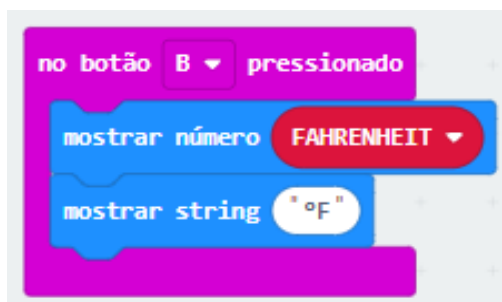 no botão B pressionado
mostrar número FAHRENHEIT
mostrar string "ºF"